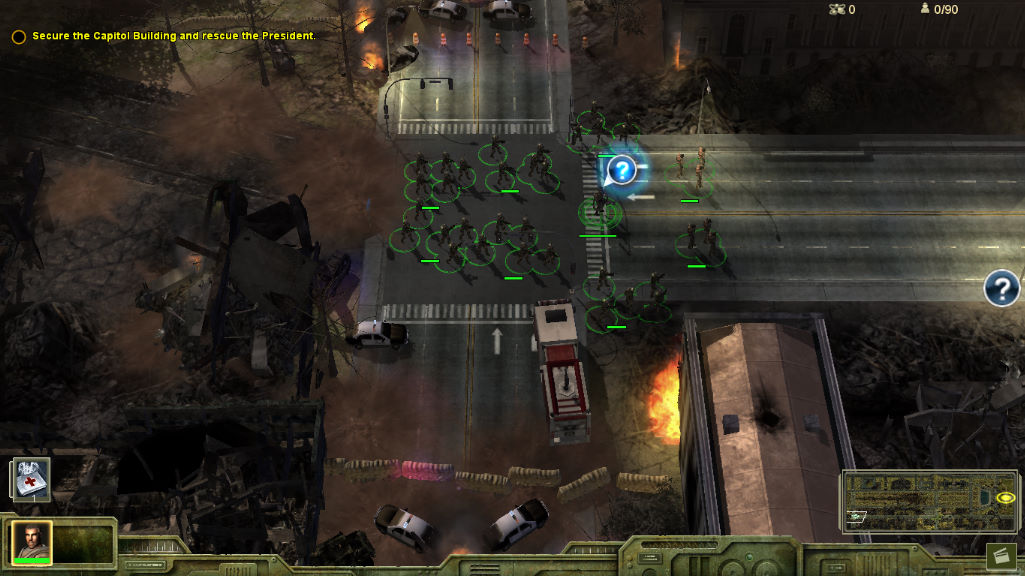 0
0/90
Secure the Capitol Building and rescue the President.
?
?